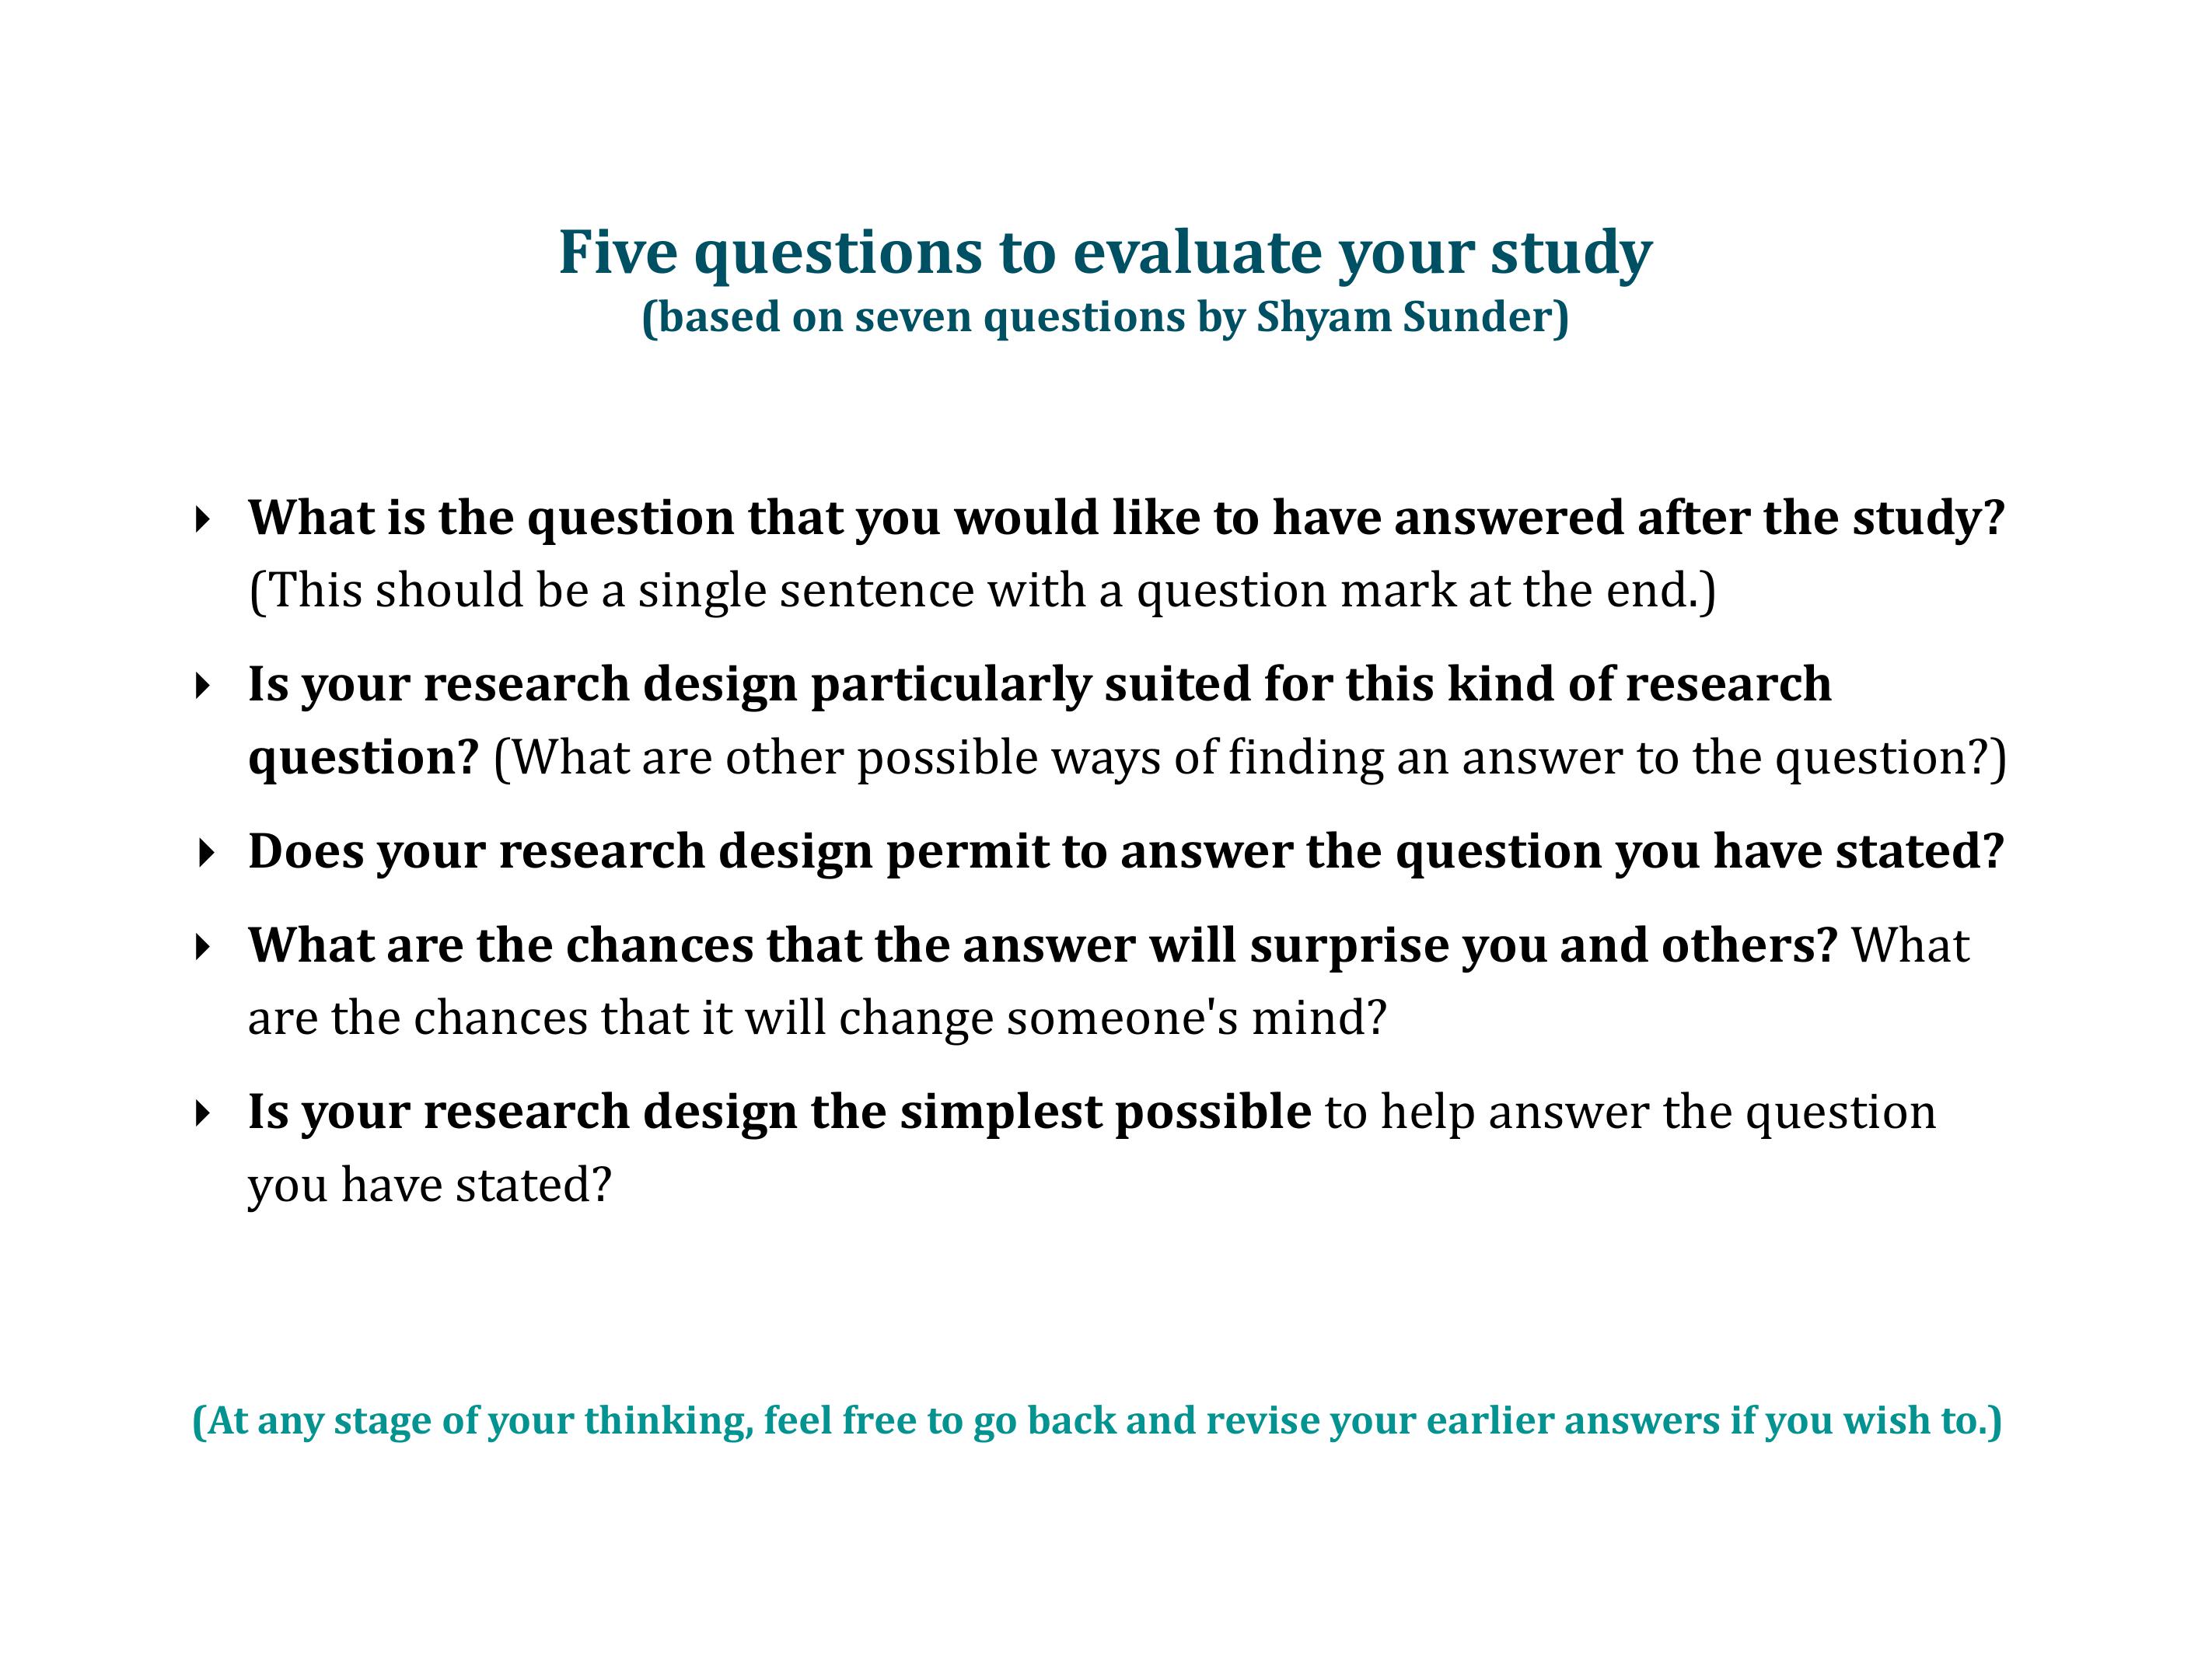 Five questions to evaluate your study
(based on seven questions by Shyam Sunder)
What is the question that you would like to have answered after the study?
(This should be a single sentence with a question mark at the end.)
Is your research design particularly suited for this kind of research
question? (What are other possible ways of finding an answer to the question?)
Does your research design permit to answer the question you have stated?
What are the chances that the answer will surprise you and others? What
are the chances that it will change someone's mind?
Is your research design the simplest possible to help answer the question
you have stated?
(At any stage of your thinking, feel free to go back and revise your earlier answers if you wish to.)